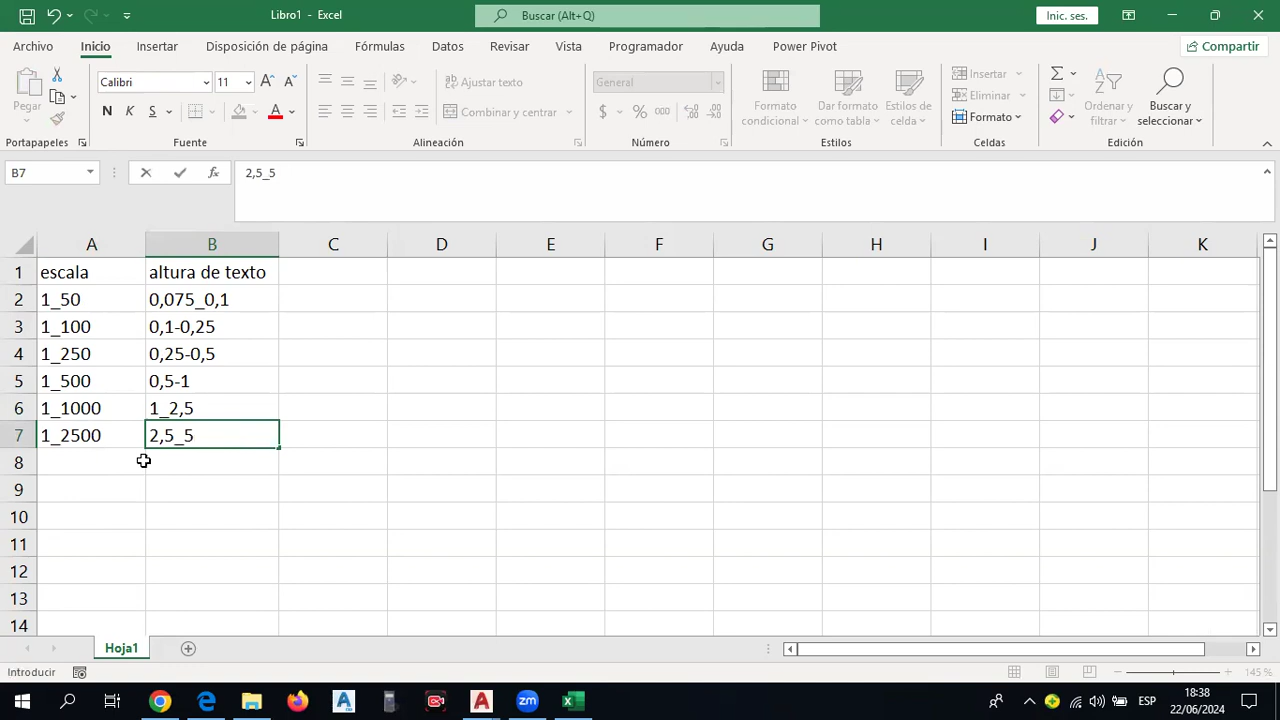 Libro1 - Excel
Buscar (Alt+Q)
Inic. ses.
Archivo Inicio Insertar Disposición de página Fórmulas Datos Revisar Vista Programador Ayuda Power Pivot
Compartir
Pegar
Calibri 11
N K S
Ajustar texto
Combinar y centrar
General
$ % 000
Formato condicional
Dar formato como tabla
Estilos de celda
Insertar
Eliminar
Formato
Ordenar y filtrar
Buscar y seleccionar
Portapapeles Fuente Alineación Número Estilos Celdas Edición
B7 fx 2,5_5
A B C D E F G H I J K
1 escala altura de texto
2 1_50 0,075_0,1
3 1_100 0,1-0,25
4 1_250 0,25-0,5
5 1_500 0,5-1
6 1_1000 1_2,5
7 1_2500 2,5_5
8
9
10
11
12
13
14
Hoja1
Introducir
145 %
ESP
18:38
22/06/2024